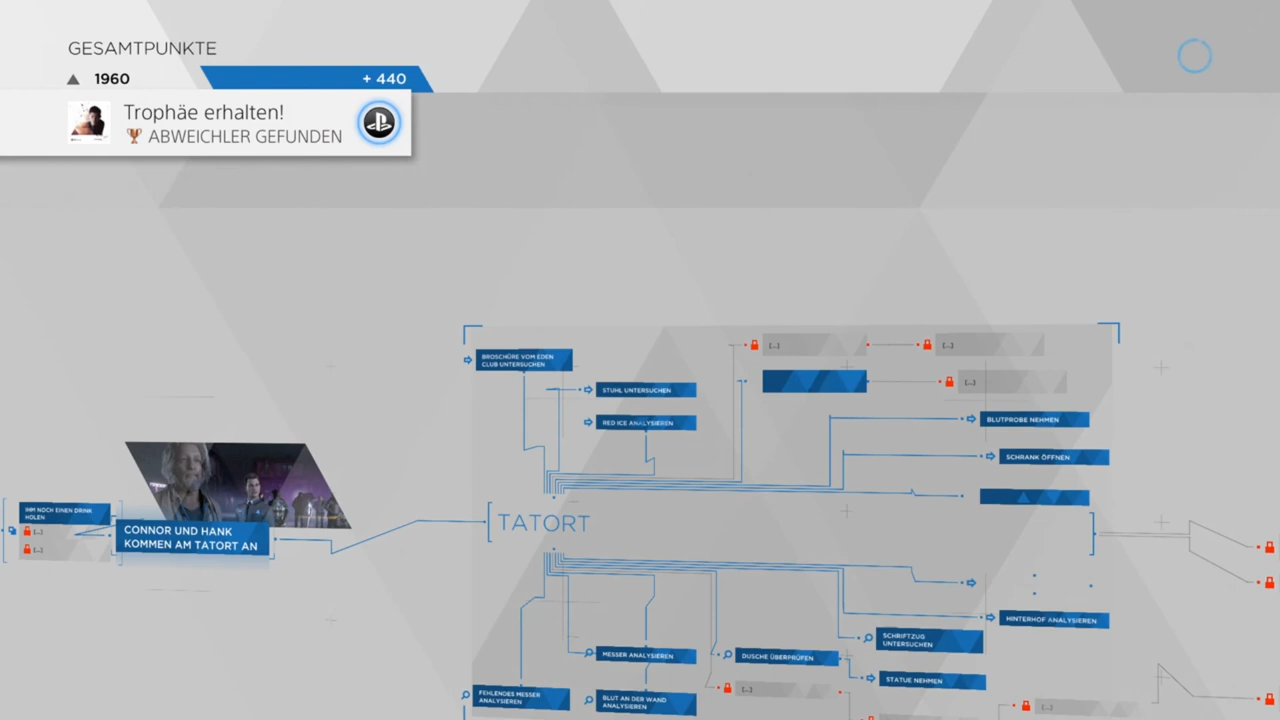 GESAMTPUNKTE
1960
+ 440
Trophäe erhalten!
ABWEICHLER GEFUNDEN
[...]
[...]
BROSCHÜRE VOM EDEN
CLUB UNTERSUCHEN
[...]
STUHL UNTERSUCHEN
RED ICE ANALYSIEREN
BLUTPROBE NEHMEN
SCHRANK ÖFFNEN
IHM NOCH EINEN DRINK
HOLEN
[...]
[...]
CONNOR UND HANK
KOMMEN AM TATORT AN
TATORT
HINTERHOF ANALYSIEREN
SCHRIFTZUG
UNTERSUCHEN
MESSER ANALYSIEREN
DUSCHE ÜBERPRÜFEN
STATUE NEHMEN
[...]
FEHLENDES MESSER
ANALYSIEREN
BLUT AN DER WAND
ANALYSIEREN
[...]